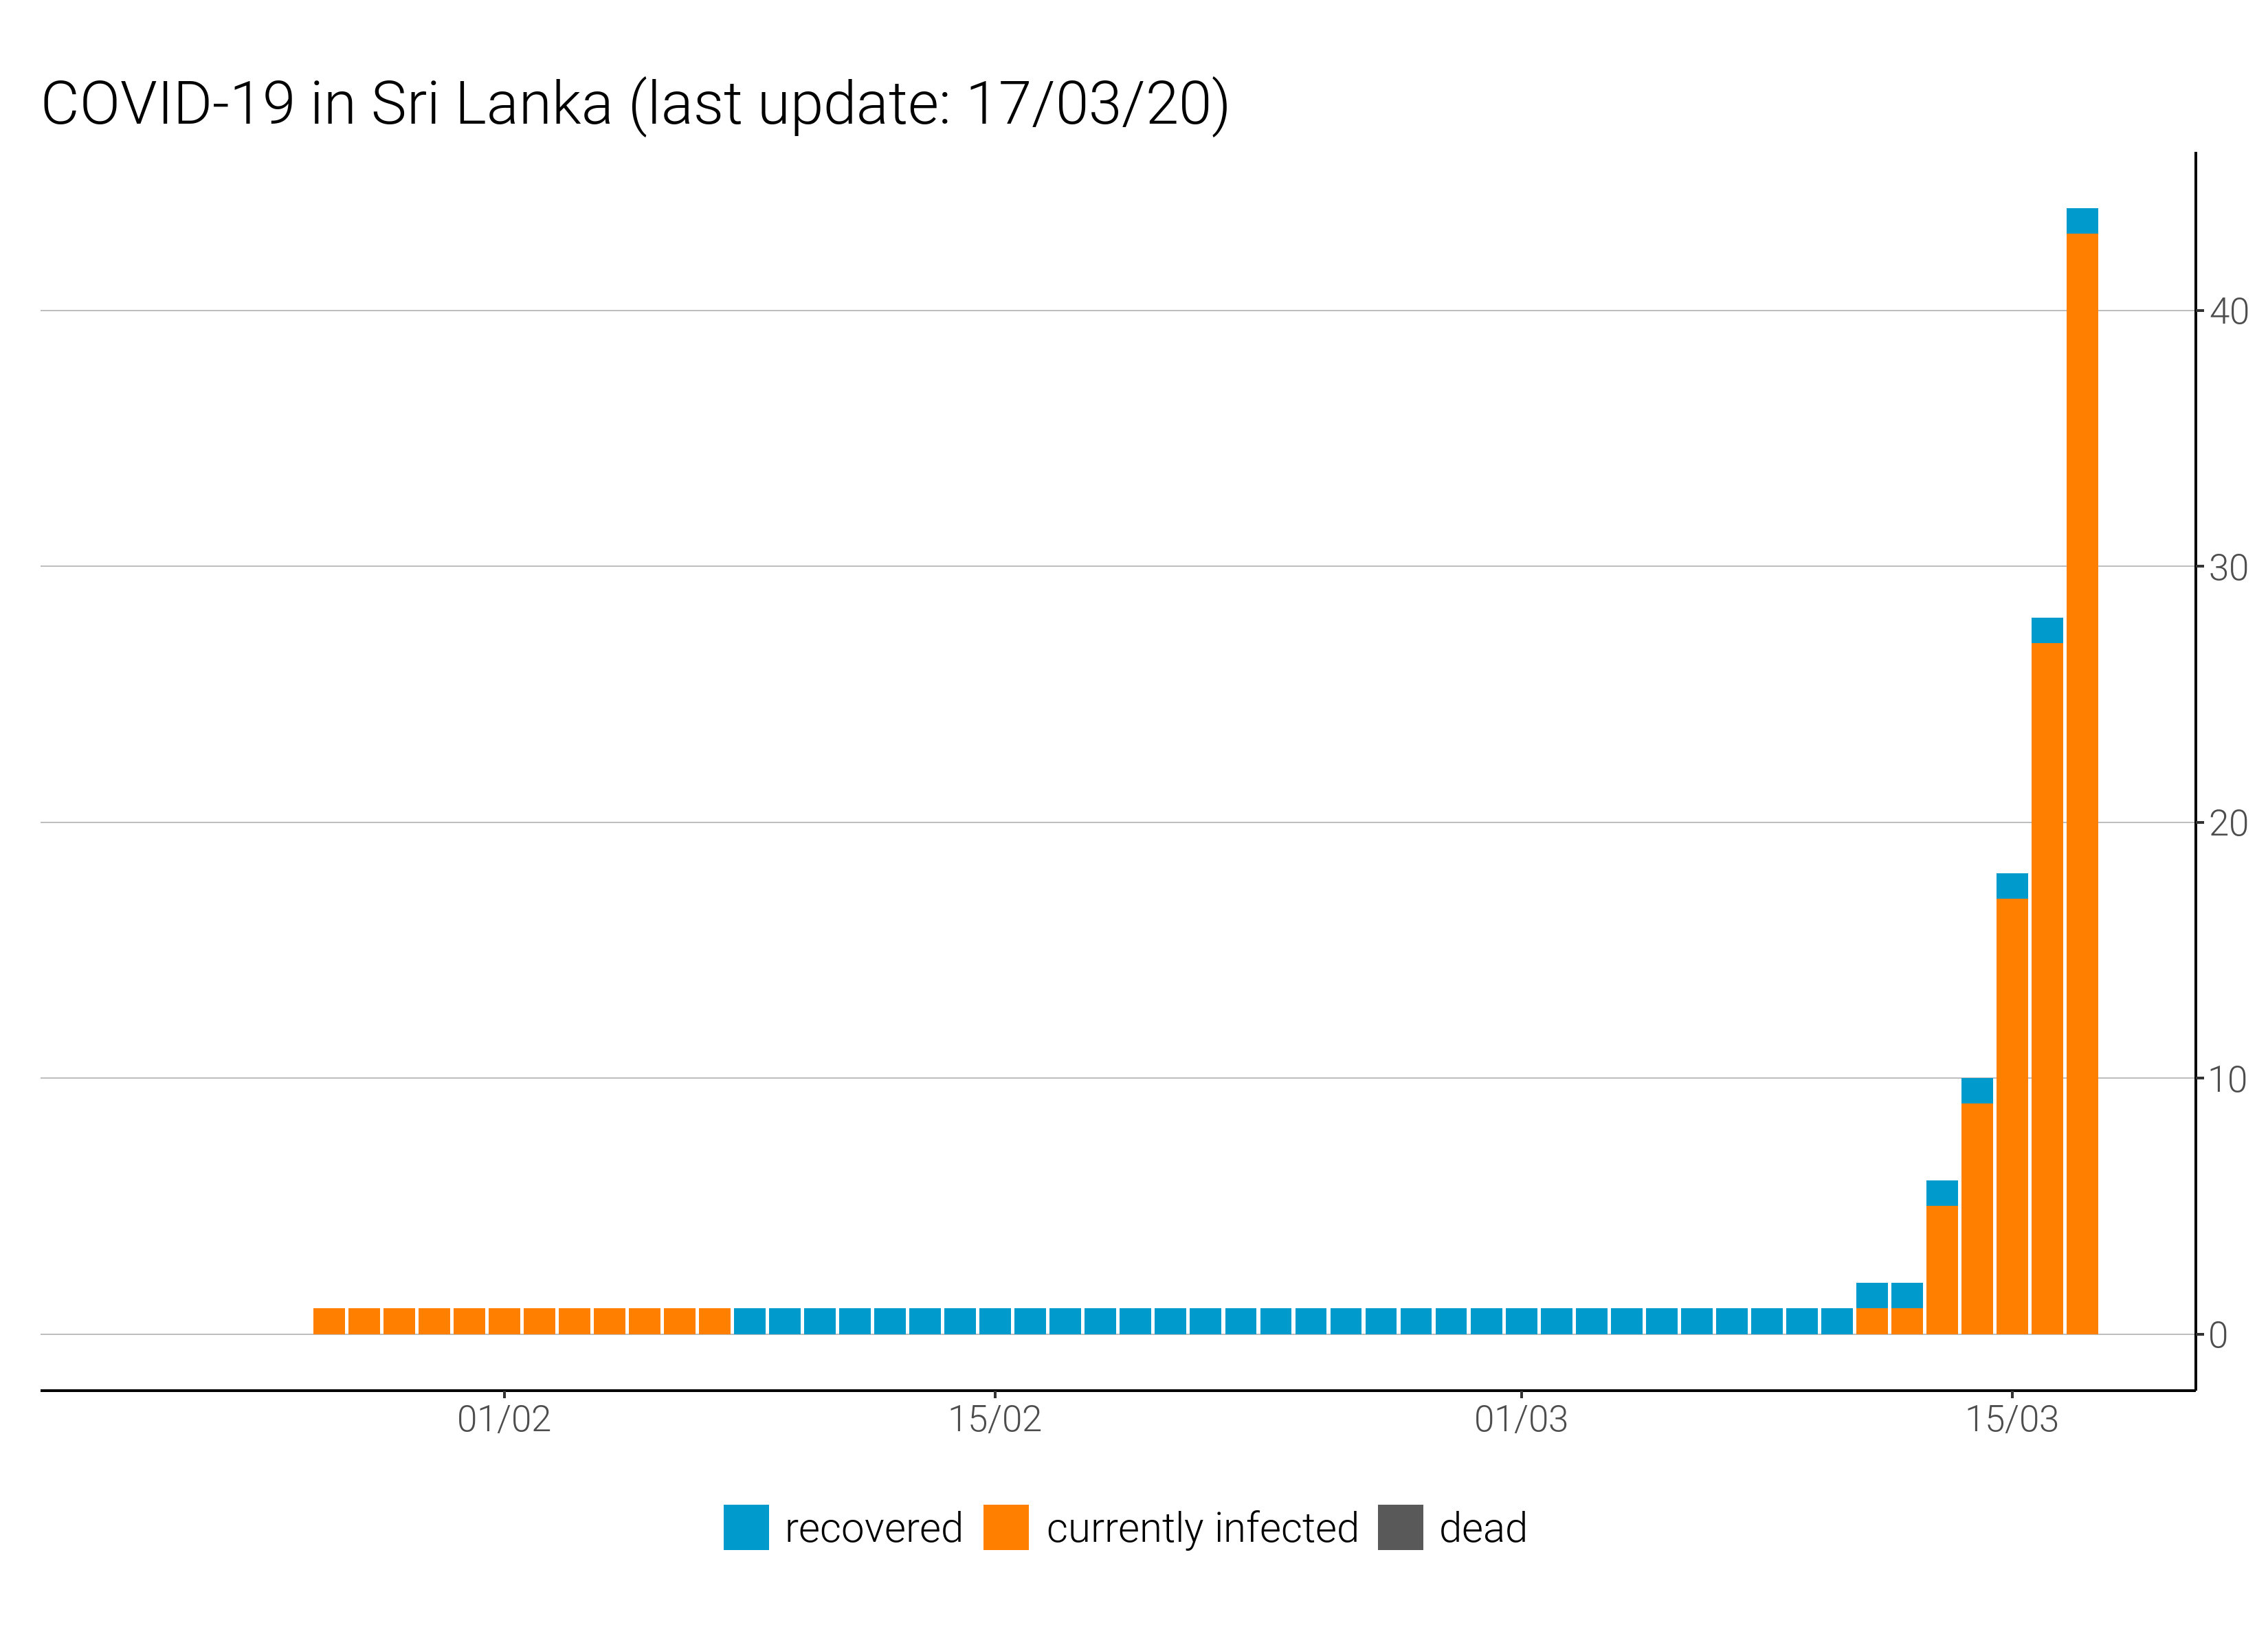 COVID-19 in Sri Lanka (last update: 17/03/20)
40
30
20
10
0
01/02 15/02 01/03 15/03
recovered currently infected dead